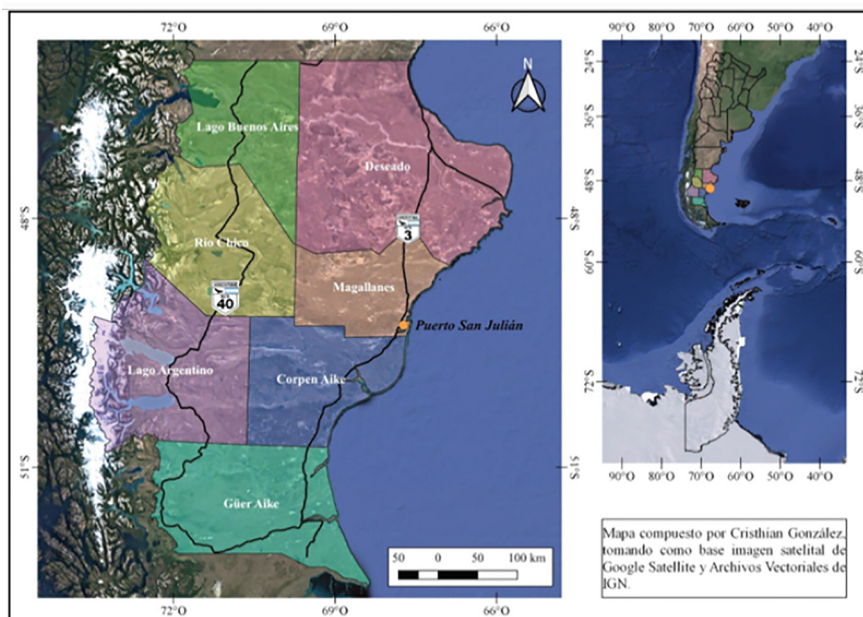 72°O 69°O 66°O
90°O 80°O 70°O 60°O 50°O 40°O
N
Lago Buenos Aires
Deseado
24°S 24°S
36°S 36°S
48°S 48°S
48°S 48°S
3
Río Chico
Magallanes
60°S 60°S
40
Puerto San Julián
Lago Argentino
Corpen Aike
72°S 72°S
51°S 51°S
90°O 80°O 70°O 60°O 50°O 40°O
Güer Aike
50 0 50 100 km
72°O 69°O 66°O
Mapa compuesto por Cristhian González,
tomando como base imagen satelital de
Google Satellite y Archivos Vectoriales de
IGN.